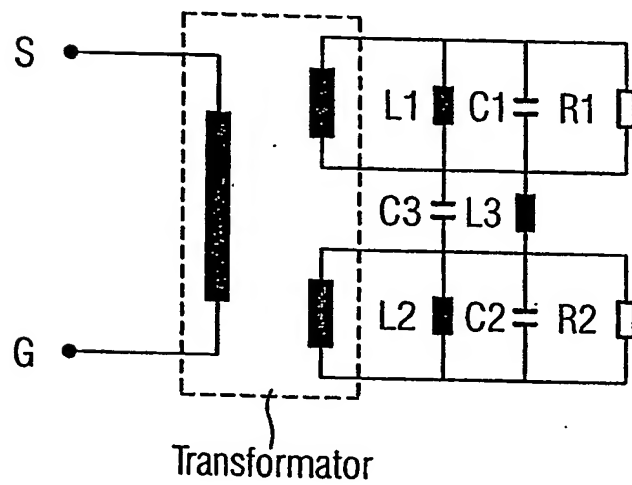 S
L1 C1 R1
C3 L3
L2 C2 R2
G
Transformator